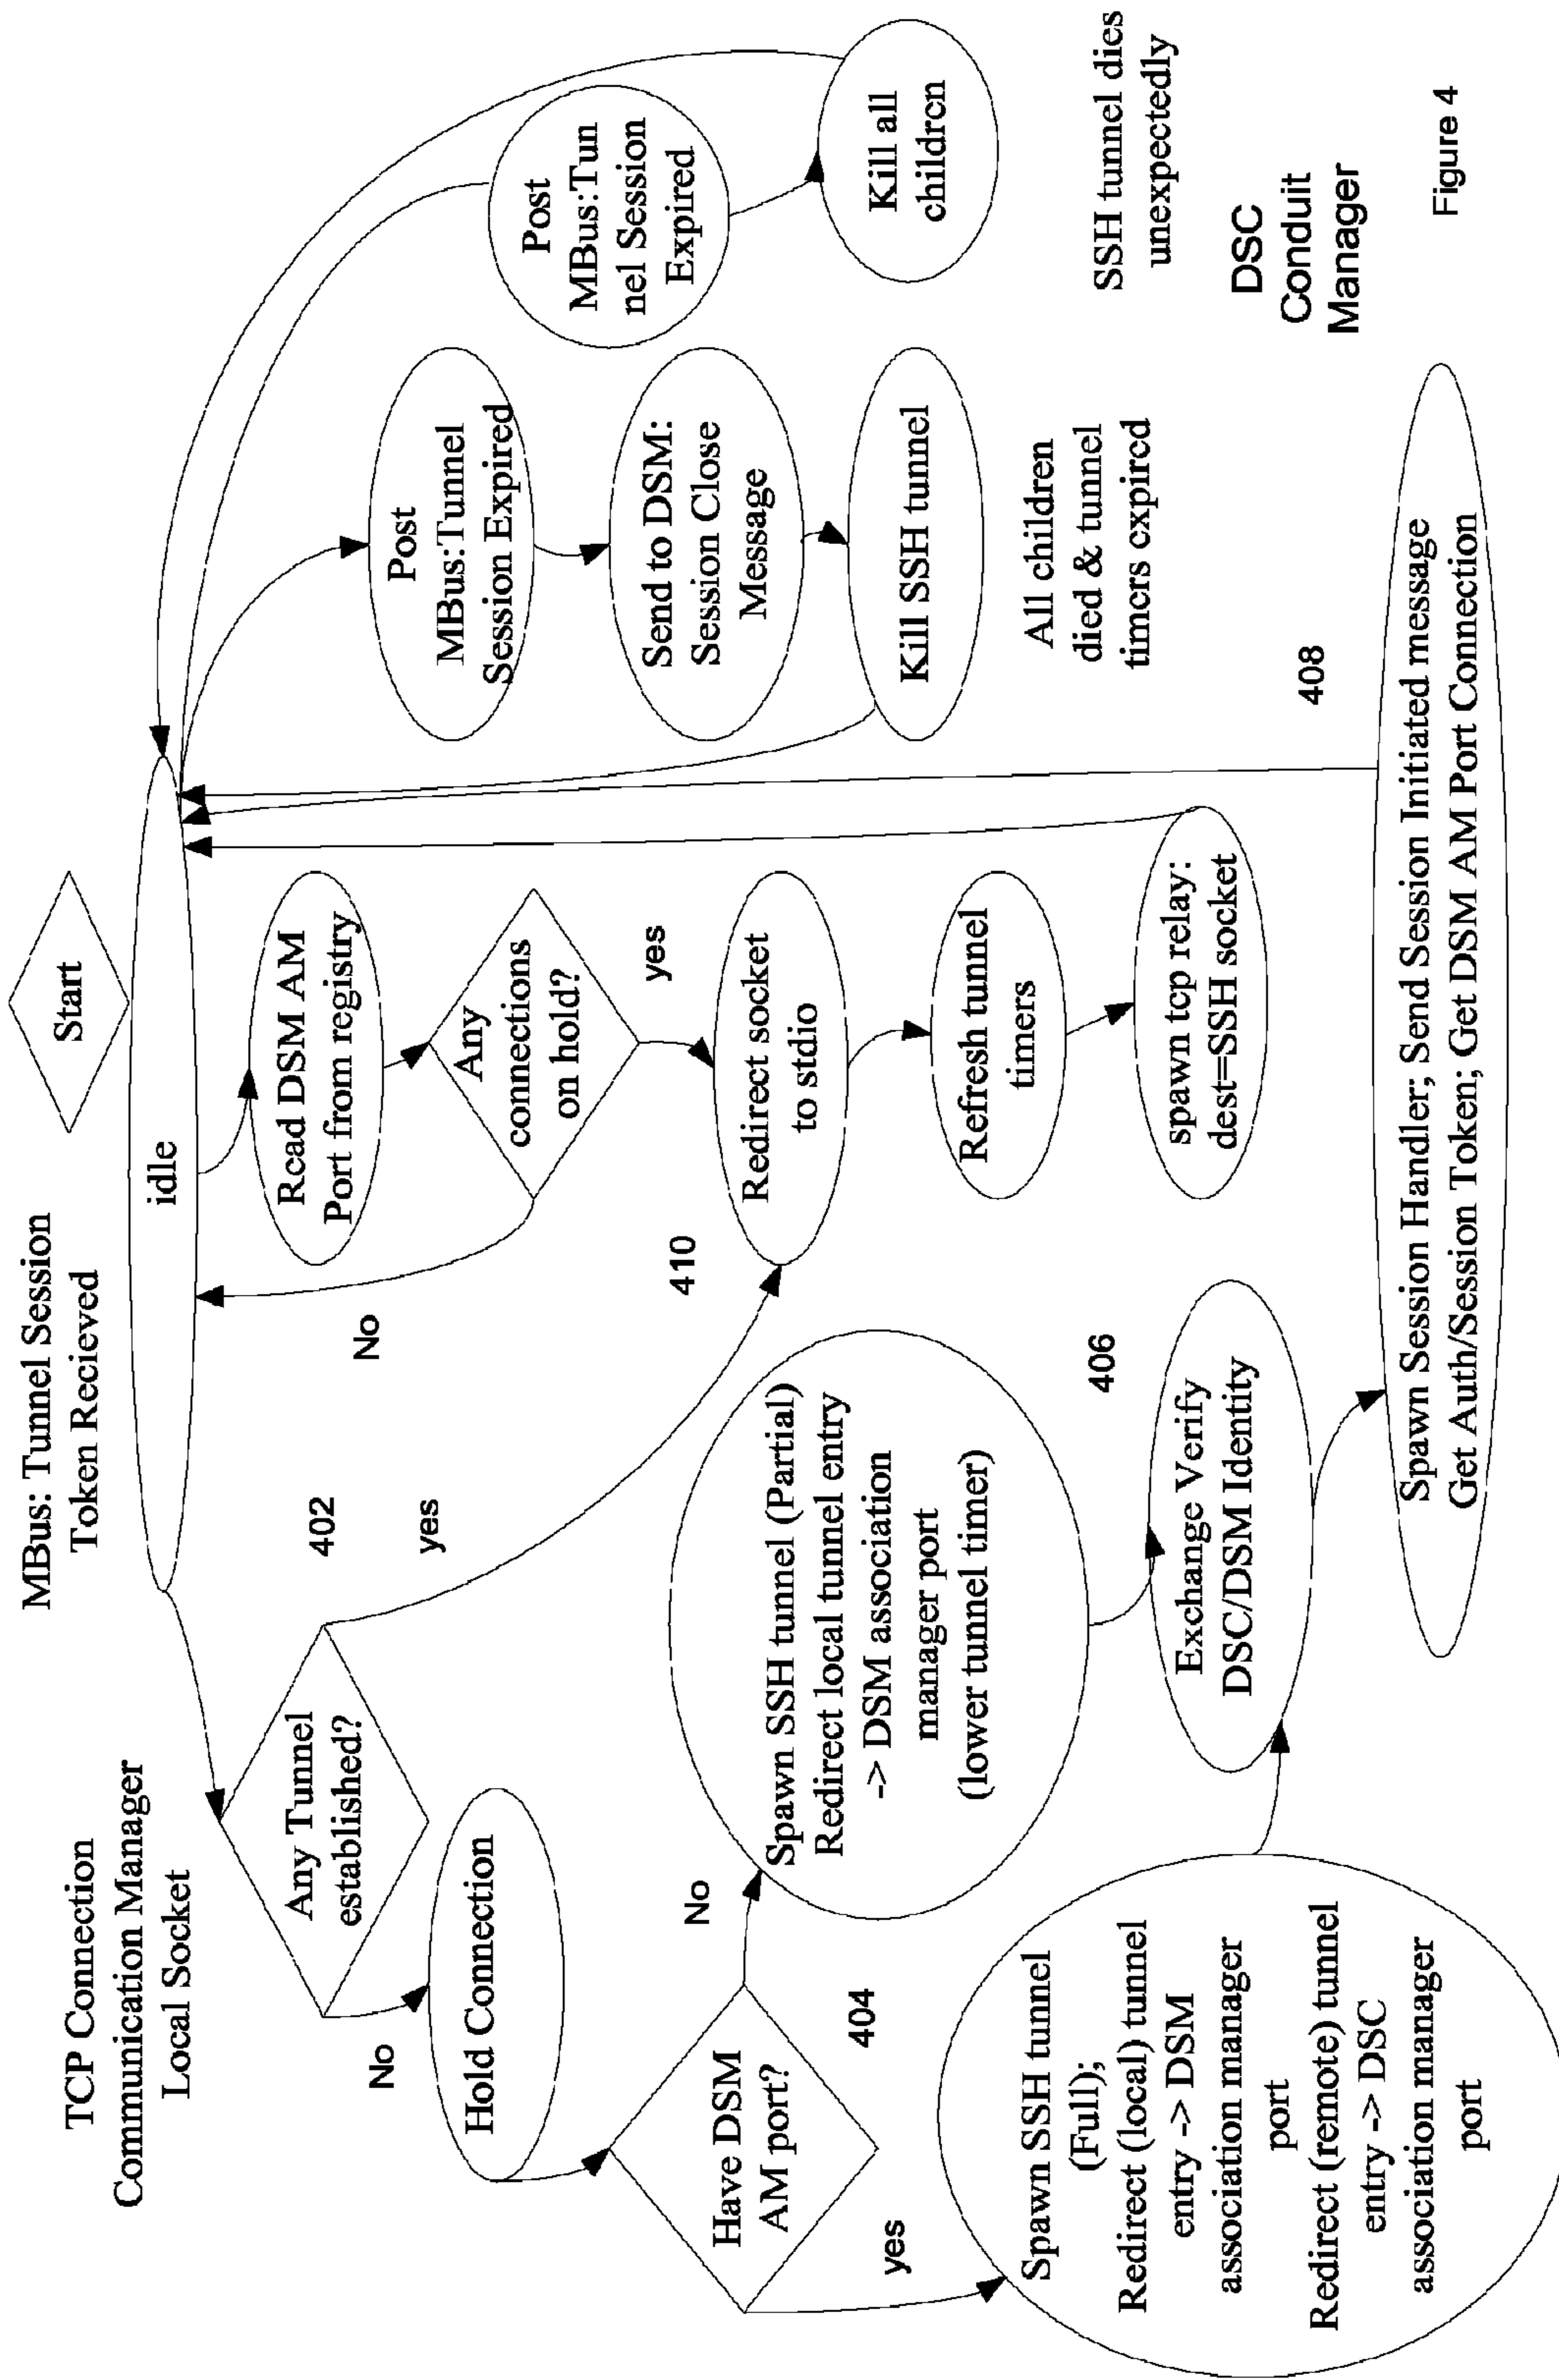 TCP Connection
Communication Manager
Local Socket
MBus: Tunnel Session
Token Recieved
Start
idle
Any Tunnel
established?
402
yes
No
Hold Connection
Have DSM
AM port?
No
yes
404
Spawn SSH tunnel
(Full);
Redirect (local) tunnel
entry -> DSM
association manager
port
Redirect (remote) tunnel
entry -> DSC
association manager
port
Spawn SSH tunnel (Partial)
Redirect local tunnel entry
-> DSM association
manager port
(lower tunnel timer)
406
Exchange Verify
DSC/DSM Identity
Spawn Session Handler; Send Session Initiated message
Get Auth/Session Token; Get DSM AM Port Connection
408
Read DSM AM
Port from registry
Any
connections
on hold?
No
yes
410
Redirect socket
to stdio
Refresh tunnel
timers
spawn tcp relay:
dest=SSH socket
Post
MBus:Tunnel
Session Expired
Send to DSM:
Session Close
Message
Kill SSH tunnel
All children
died & tunnel
timers expired
Post
MBus:Tun
nel Session
Expired
Kill all
children
SSH tunnel dies
unexpectedly
DSC
Conduit
Manager
Figure 4